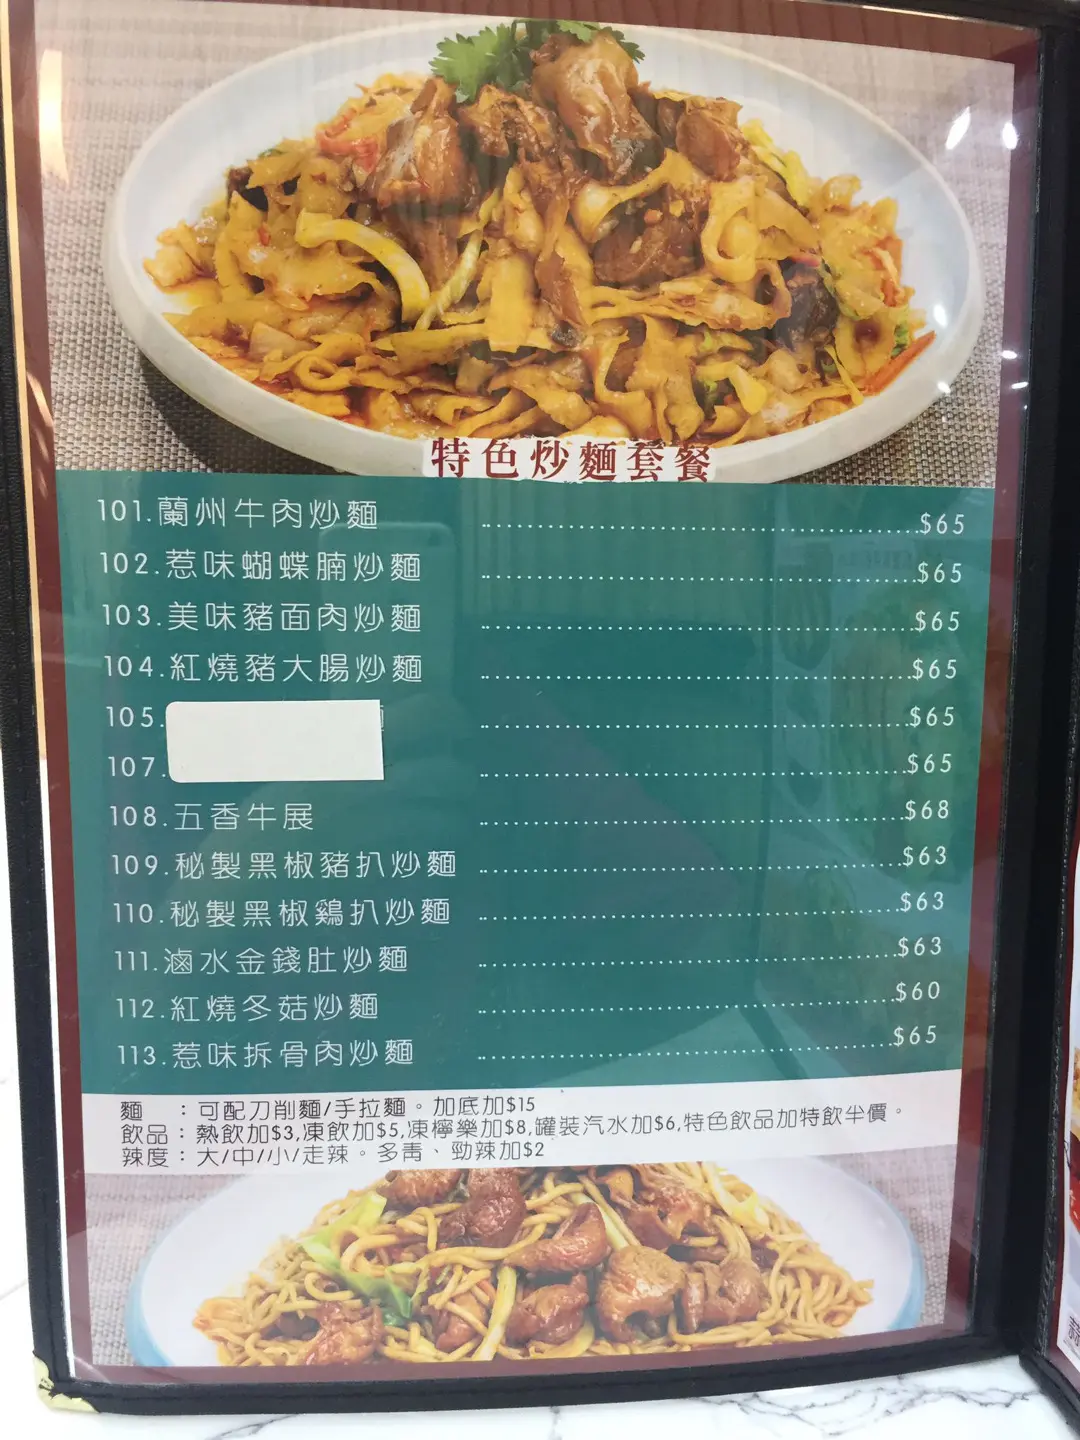 特色炒麵套餐
101.蘭州牛肉炒麵 $65
102.惹味蝴蝶腩炒麵 $65
103.美味豬面肉炒麵 $65
104.紅燒豬大腸炒麵 $65
105. $65
107. $65
108.五香牛展 $68
109.秘製黑椒豬扒炒麵 $63
110.秘製黑椒鷄扒炒麵 $63
111.滷水金錢肚炒麵 $63
112.紅燒冬菇炒麵 $60
113.惹味拆骨肉炒麵 $65
麵 ：可配刀削麵/手拉麵。加底加$15
飲品：熱飲加$3,凍飲加$5,凍檸樂加$8,罐裝汽水加$6,特色飲品加特飲半價。
辣度：大/中/小/走辣。多青、勁辣加$2